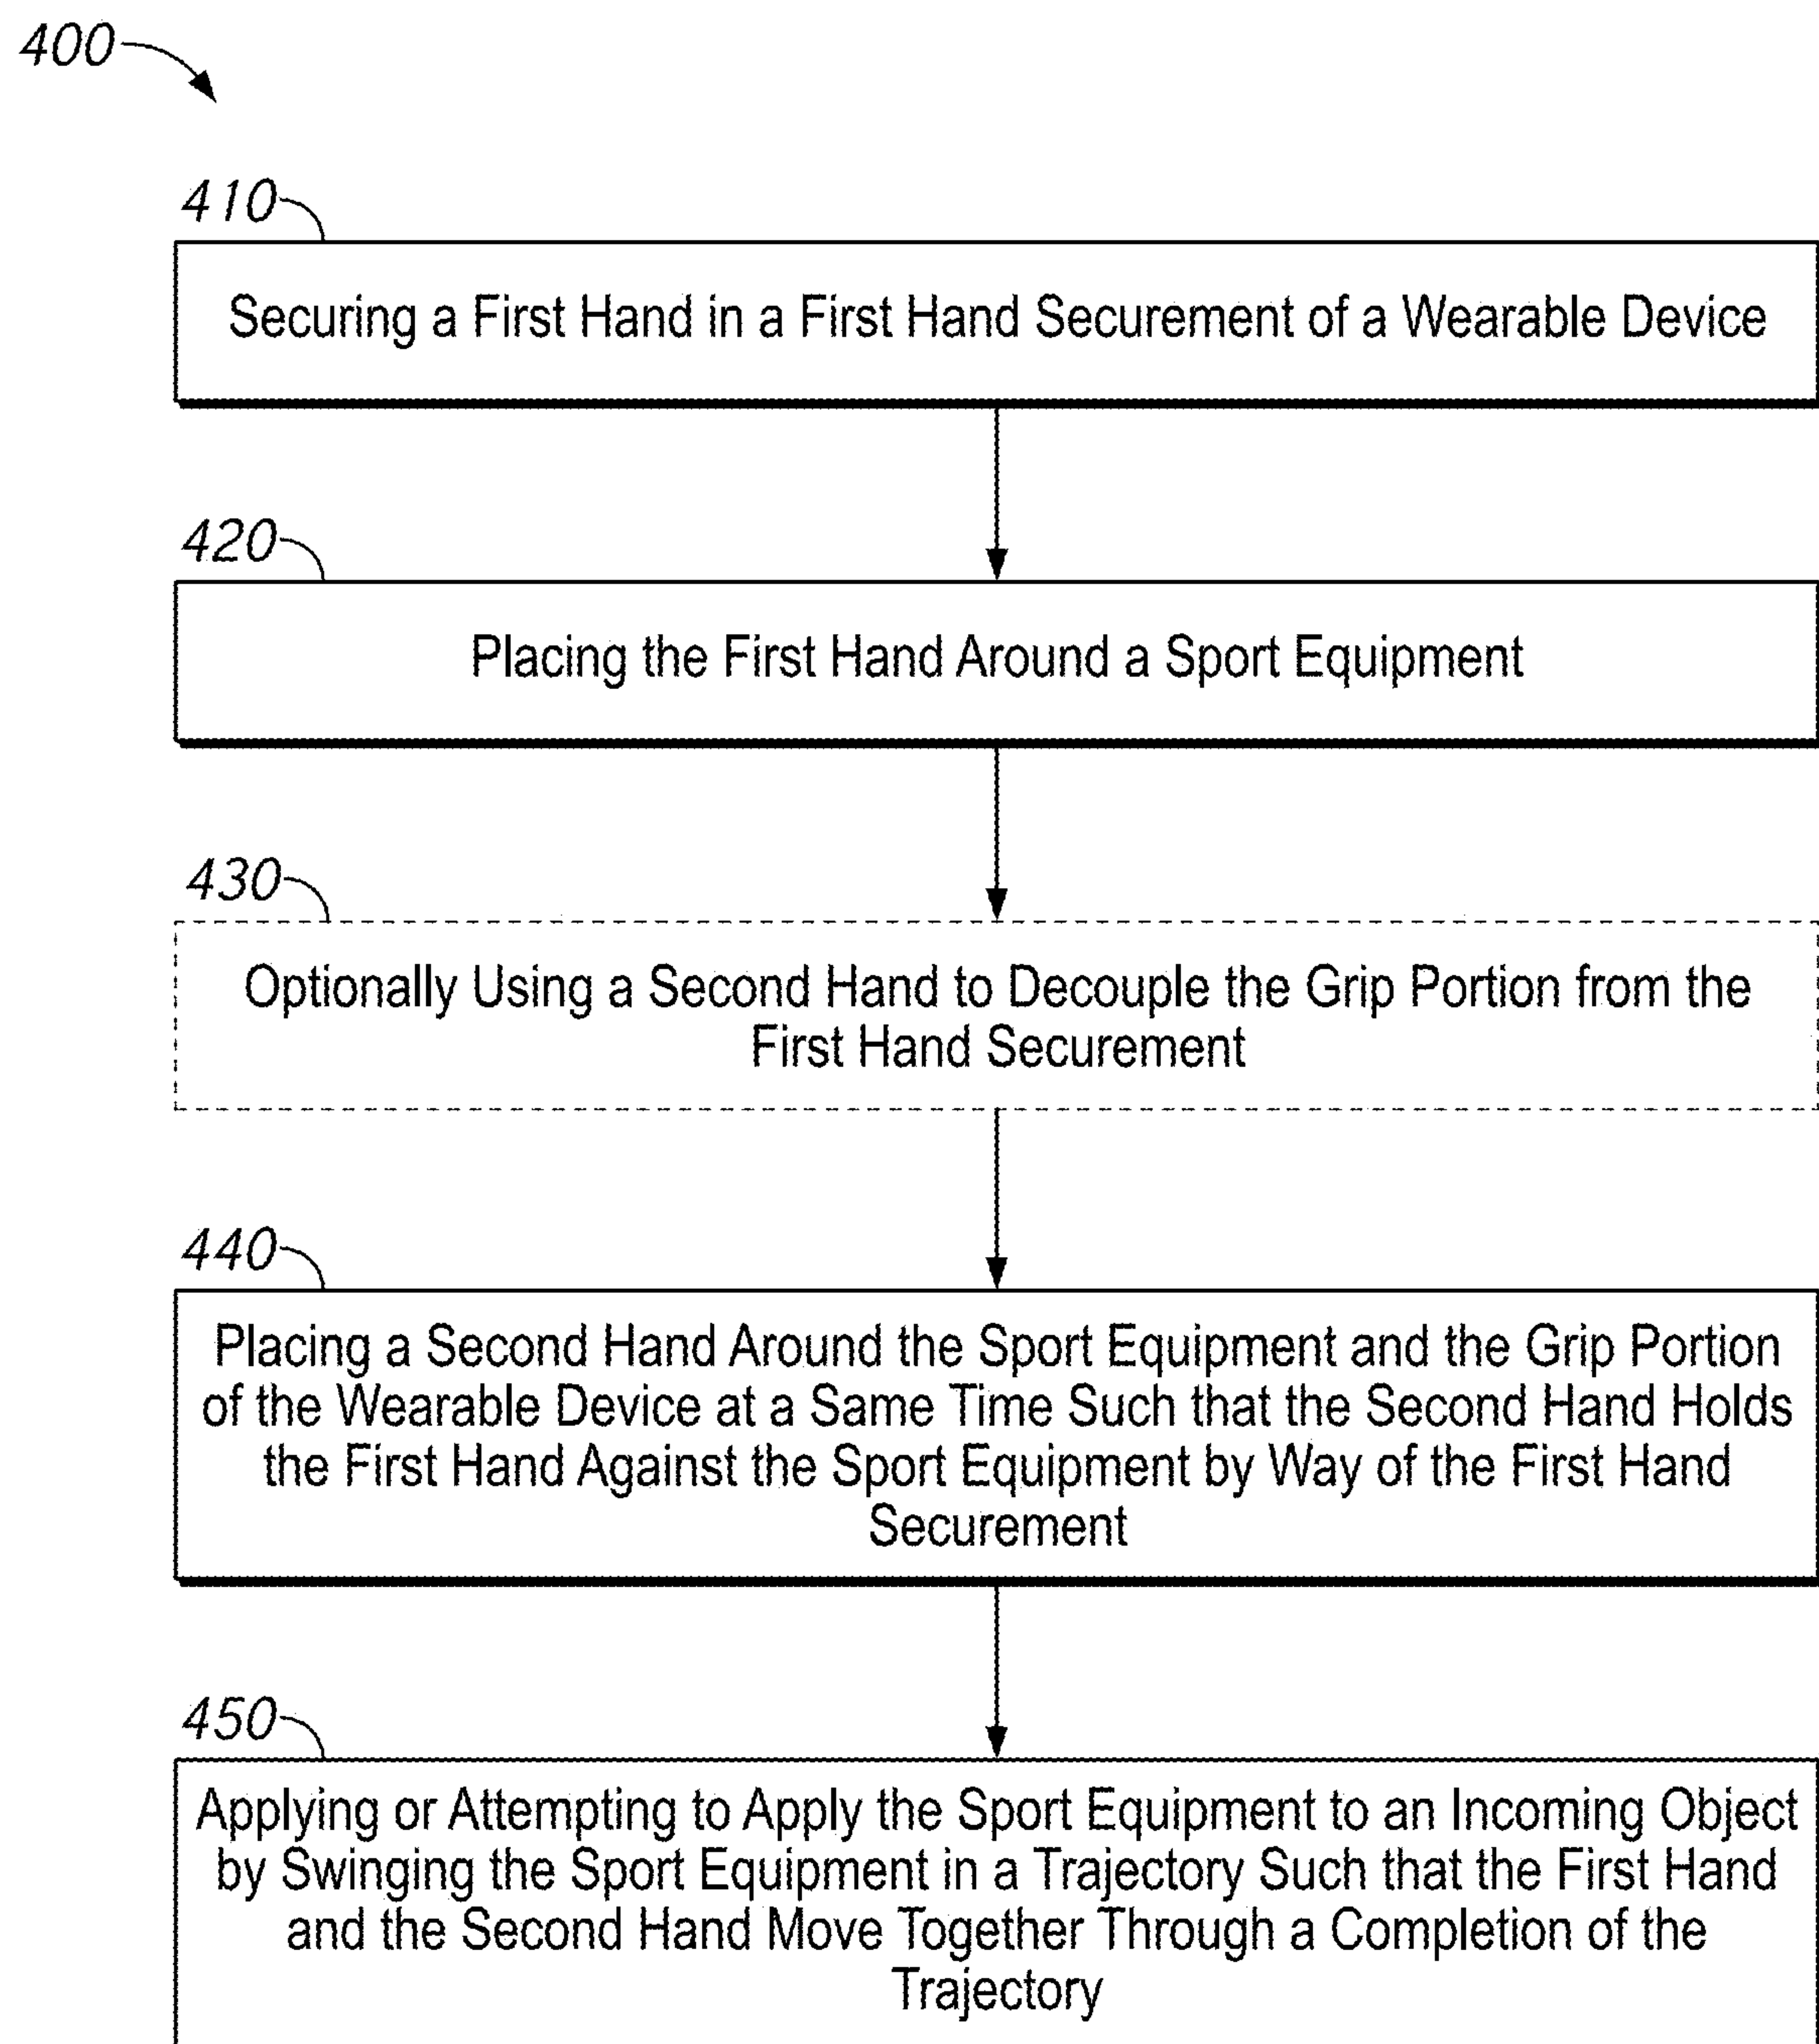 400
410
Securing a First Hand in a First Hand Securement of a Wearable Device
420
Placing the First Hand Around a Sport Equipment
430
Optionally Using a Second Hand to Decouple the Grip Portion from the
First Hand Securement
440
Placing a Second Hand Around the Sport Equipment and the Grip Portion
of the Wearable Device at a Same Time Such that the Second Hand Holds
the First Hand Against the Sport Equipment by Way of the First Hand
Securement
450
Applying or Attempting to Apply the Sport Equipment to an Incoming Object
by Swinging the Sport Equipment in a Trajectory Such that the First Hand
and the Second Hand Move Together Through a Completion of the
Trajectory